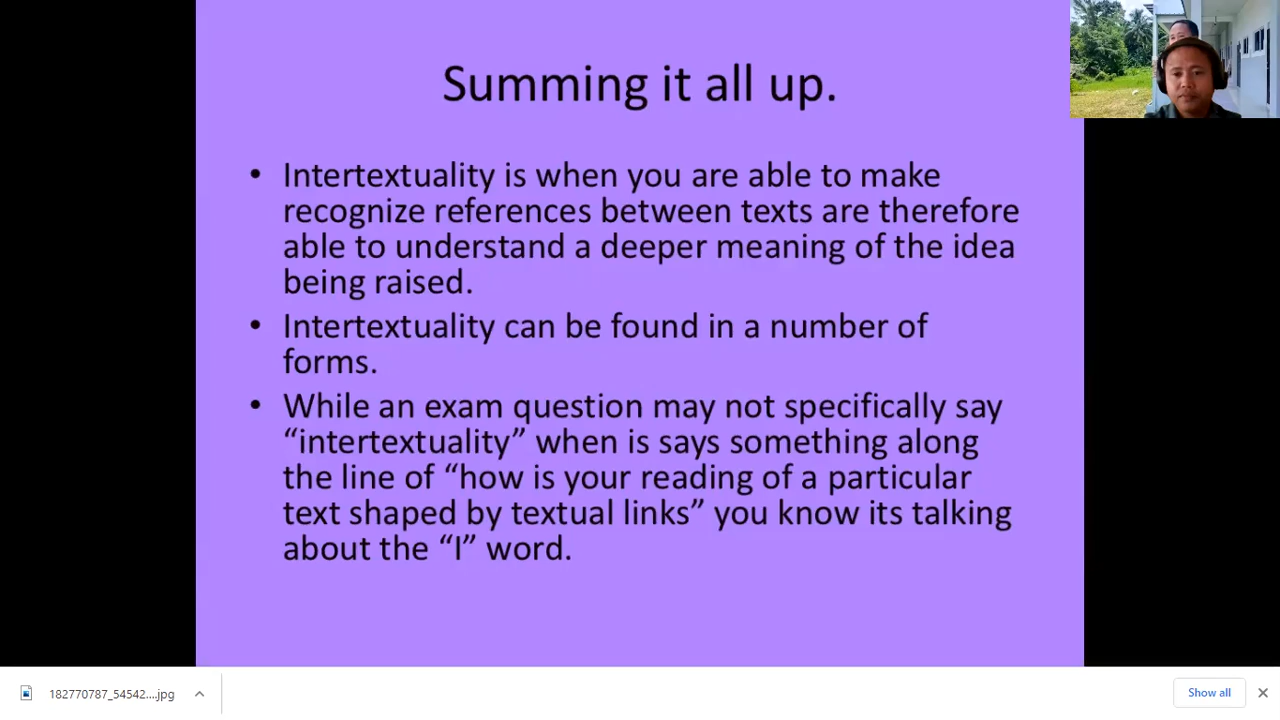 Summing it all up.
• Intertextuality is when you are able to make
recognize references between texts are therefore
able to understand a deeper meaning of the idea
being raised.
• Intertextuality can be found in a number of
forms.
• While an exam question may not specifically say
“intertextuality” when is says something along
the line of “how is your reading of a particular
text shaped by textual links” you know its talking
about the “I” word.
182770787_54542....jpg
Show all